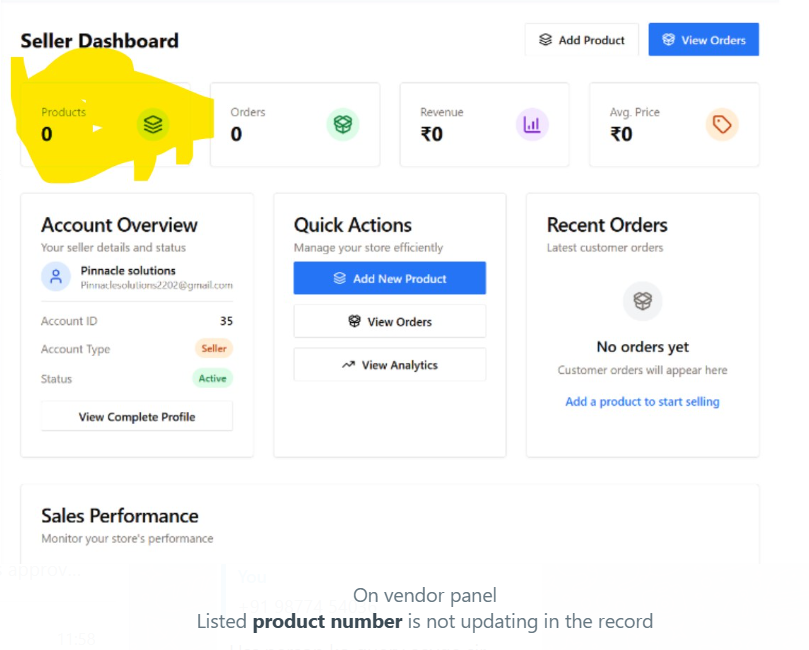 Seller Dashboard
Add Product
View Orders
Products
0
Orders
0
Revenue
₹0
Avg. Price
₹0
Account Overview
Your seller details and status
Pinnacle solutions
Pinnaclesolutions2202@gmail.com
Account ID 35
Account Type Seller
Status Active
View Complete Profile
Quick Actions
Manage your store efficiently
Add New Product
View Orders
View Analytics
Recent Orders
Latest customer orders
No orders yet
Customer orders will appear here
Add a product to start selling
Sales Performance
Monitor your store's performance
approv...
You
On vendor panel
Listed product number is not updating in the record